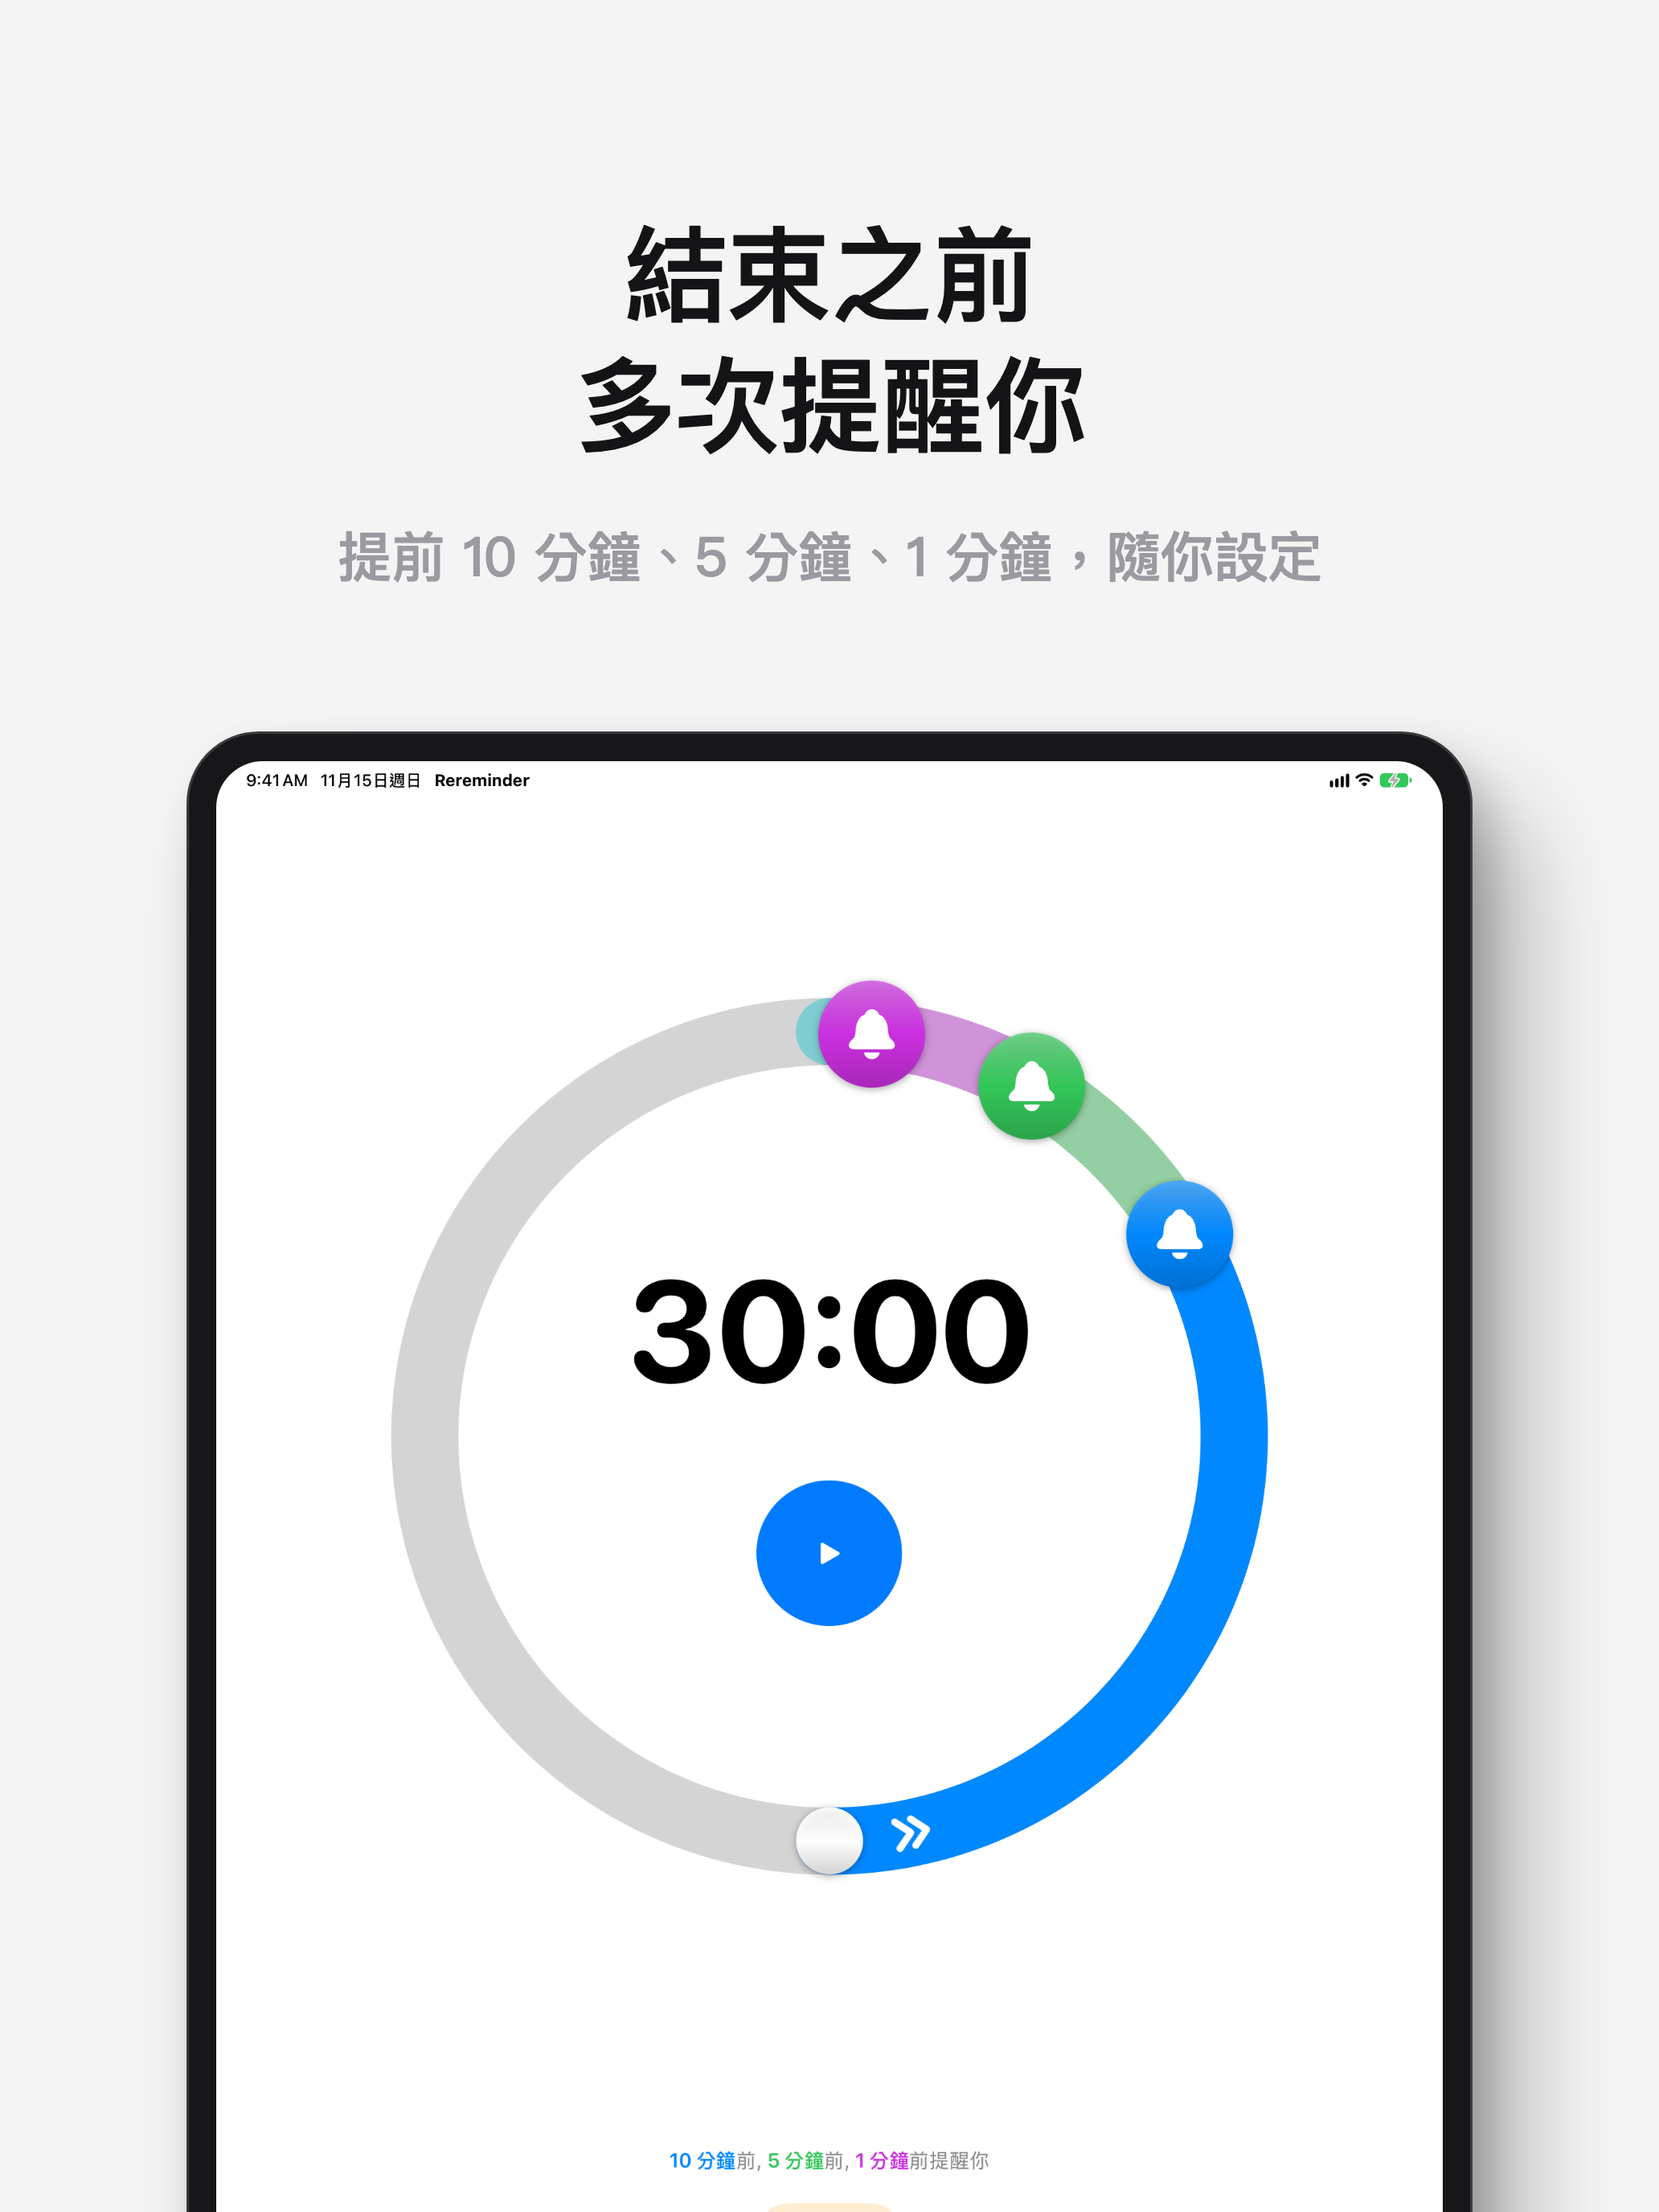 結束之前
多次提醒你
提前 10 分鐘、5 分鐘、1 分鐘，隨你設定
9:41 AM 11月15日週日 Rereminder
30:00
10 分鐘前, 5 分鐘前, 1 分鐘前提醒你